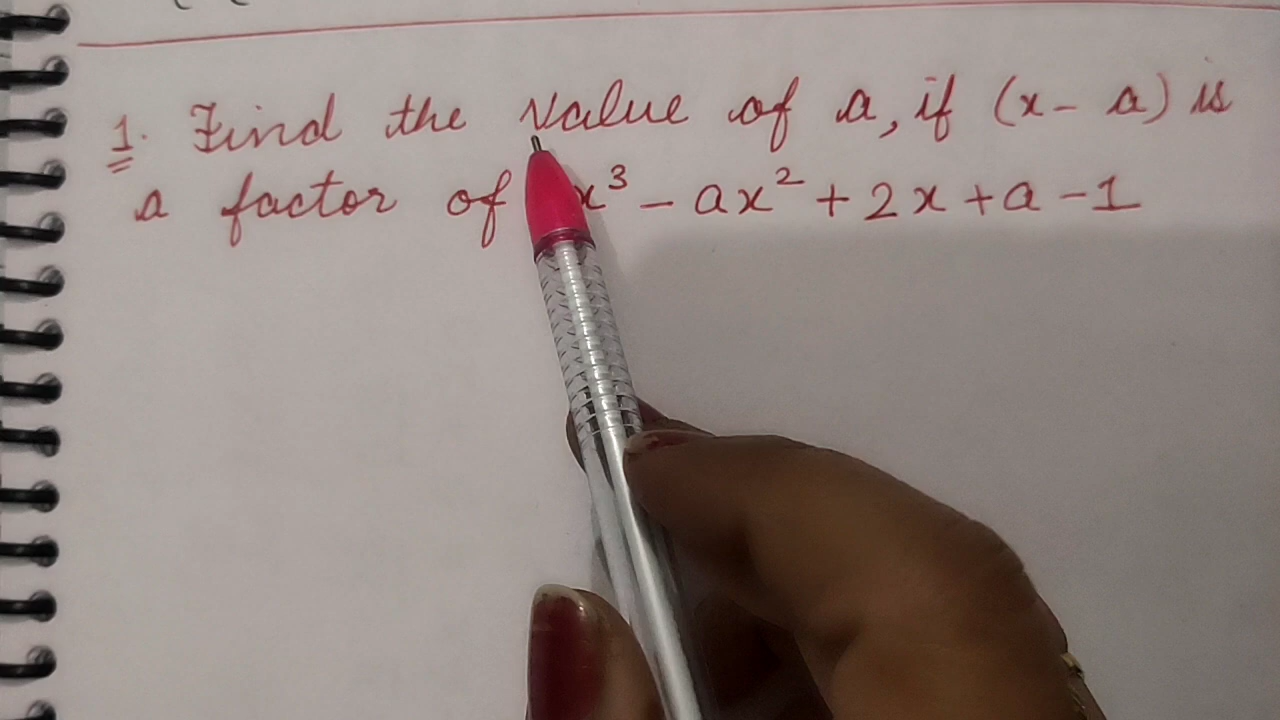 1. Find the value of a, if (x - a) is
a factor of x³ - ax² + 2x + a - 1